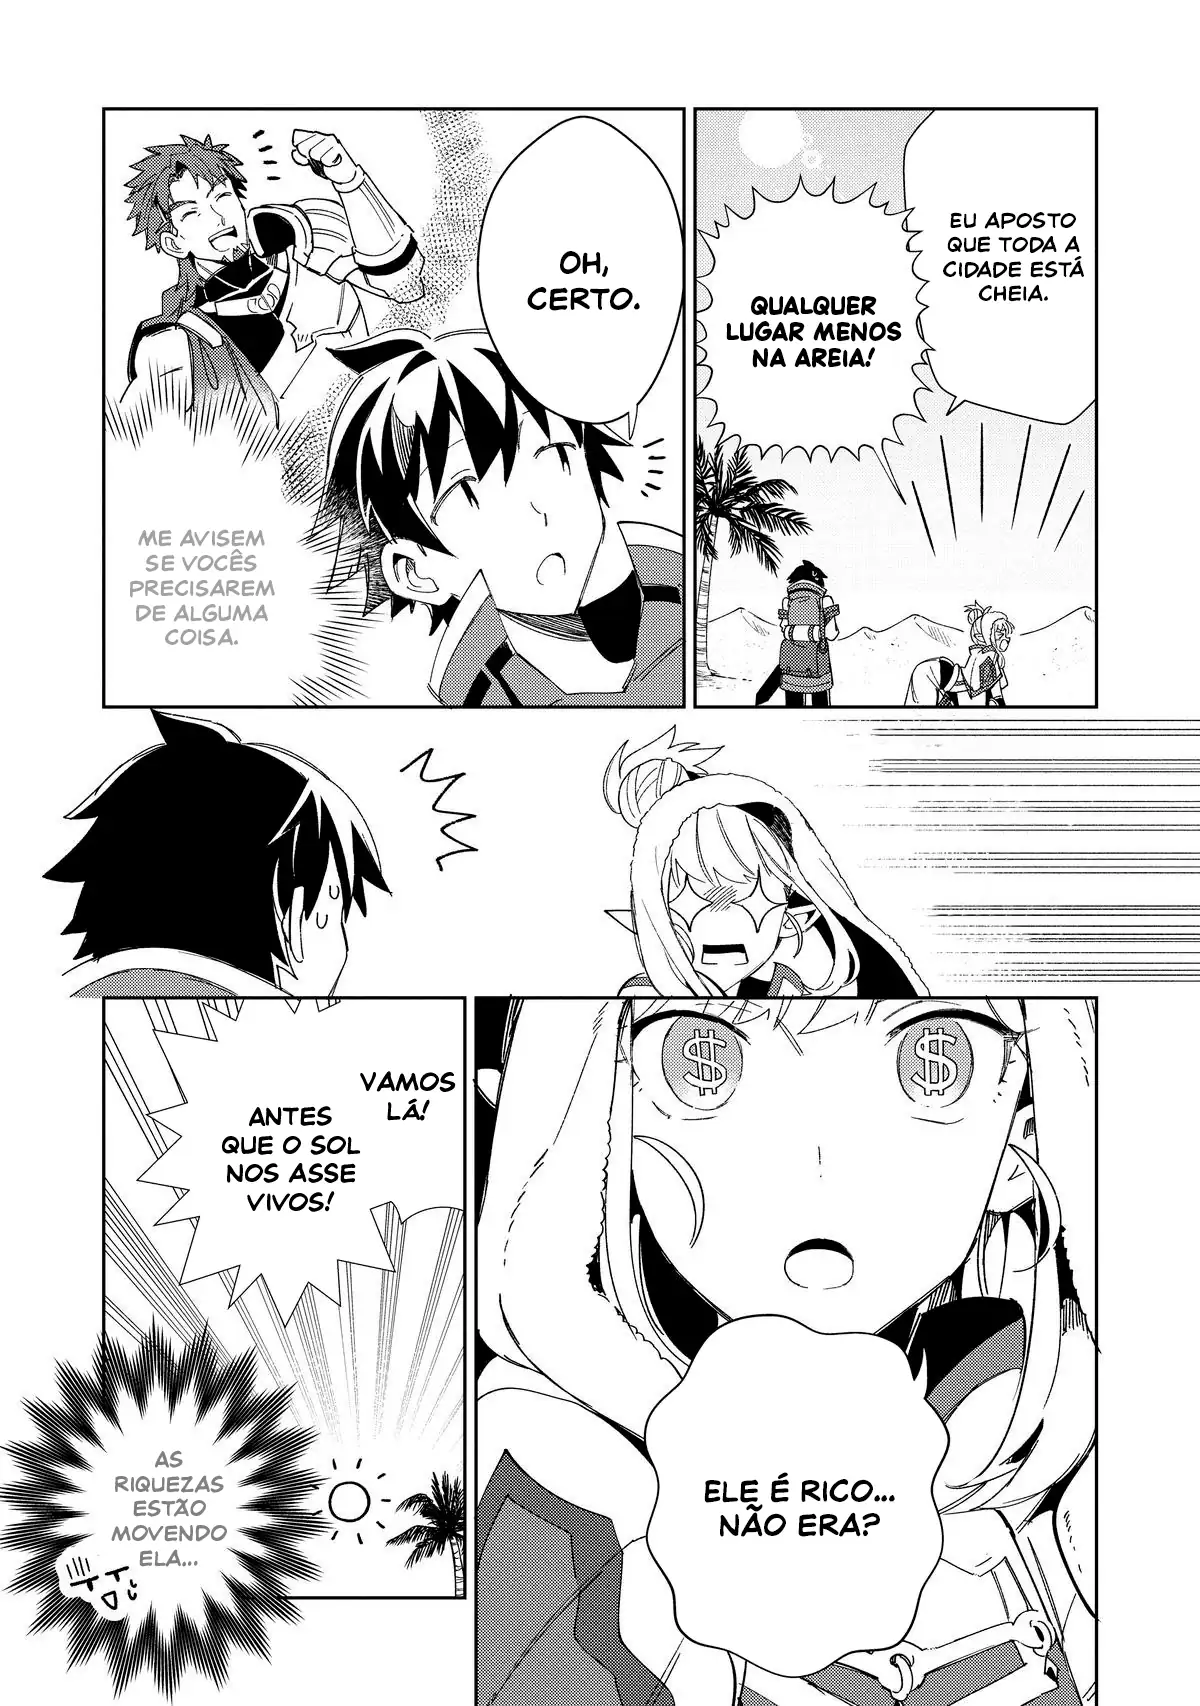 EU APOSTO
QUE TODA A
CIDADE ESTÁ
CHEIA.
QUALQUER
LUGAR MENOS
NA AREIA!
OH,
CERTO.
ME AVISEM
SE VOCÊS
PRECISAREM
DE ALGUMA
COISA.
ELE É RICO...
NÃO ERA?
VAMOS
LÁ!
ANTES
QUE O SOL
NOS ASSE
VIVOS!
AS
RIQUEZAS
ESTÃO
MOVENDO
ELA...